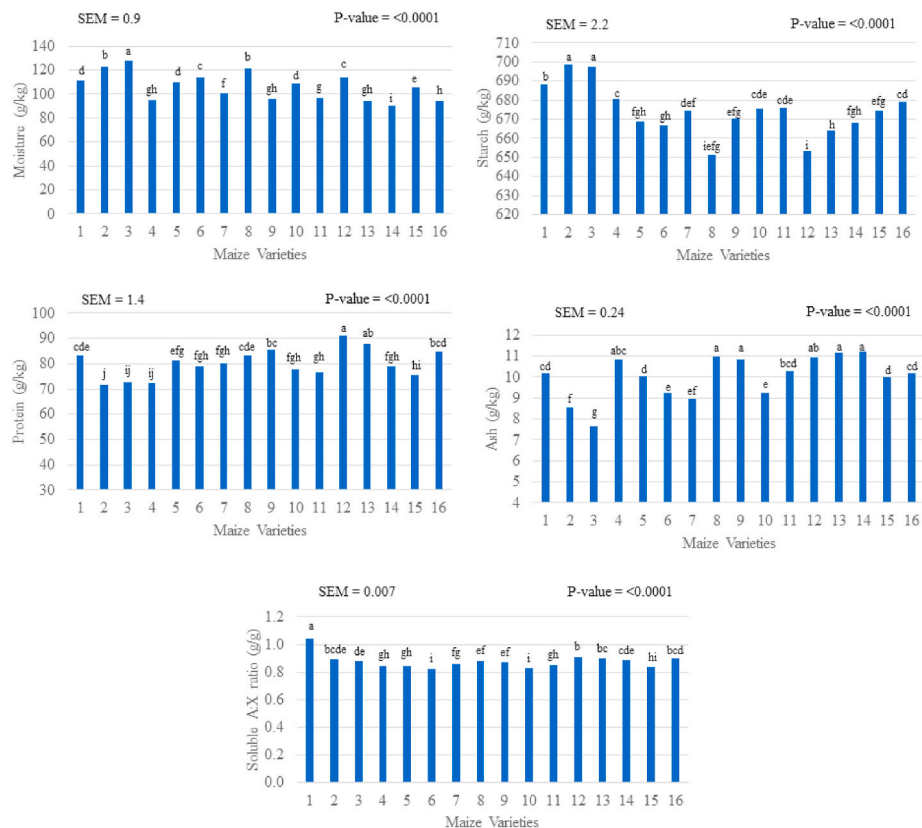 SEM = 0.9 P-value = <0.0001
140
120
100
80
60
40
20
0
Moisture (g/kg)
d b a gh d c f b gh d g c gh i e h
1 2 3 4 5 6 7 8 9 10 11 12 13 14 15 16
Maize Varieties
SEM = 2.2 P-value = <0.0001
710
700
690
680
670
660
650
640
630
620
Starch (g/kg)
b a a c fgh gh def iefg efg cde cde i h fgh efg cd
1 2 3 4 5 6 7 8 9 10 11 12 13 14 15 16
Maize Varieties
SEM = 1.4 P-value = <0.0001
100
90
80
70
60
50
40
30
Protein (g/kg)
cde j ij ij efg fgh fgh cde bc fgh gh a ab fgh hi bcd
1 2 3 4 5 6 7 8 9 10 11 12 13 14 15 16
Maize Varieties
SEM = 0.24 P-value = <0.0001
12
11
10
9
8
7
6
5
4
Ash (g/kg)
cd f g abc d e ef a a e bcd ab a a d cd
1 2 3 4 5 6 7 8 9 10 11 12 13 14 15 16
Maize Varieties
SEM = 0.007 P-value = <0.0001
1.2
1.0
0.8
0.6
0.4
0.2
0.0
Soluble A:X ratio (g/g)
a bcde de gh gh i fg ef ef i gh b bc cde hi bcd
1 2 3 4 5 6 7 8 9 10 11 12 13 14 15 16
Maize Varieties